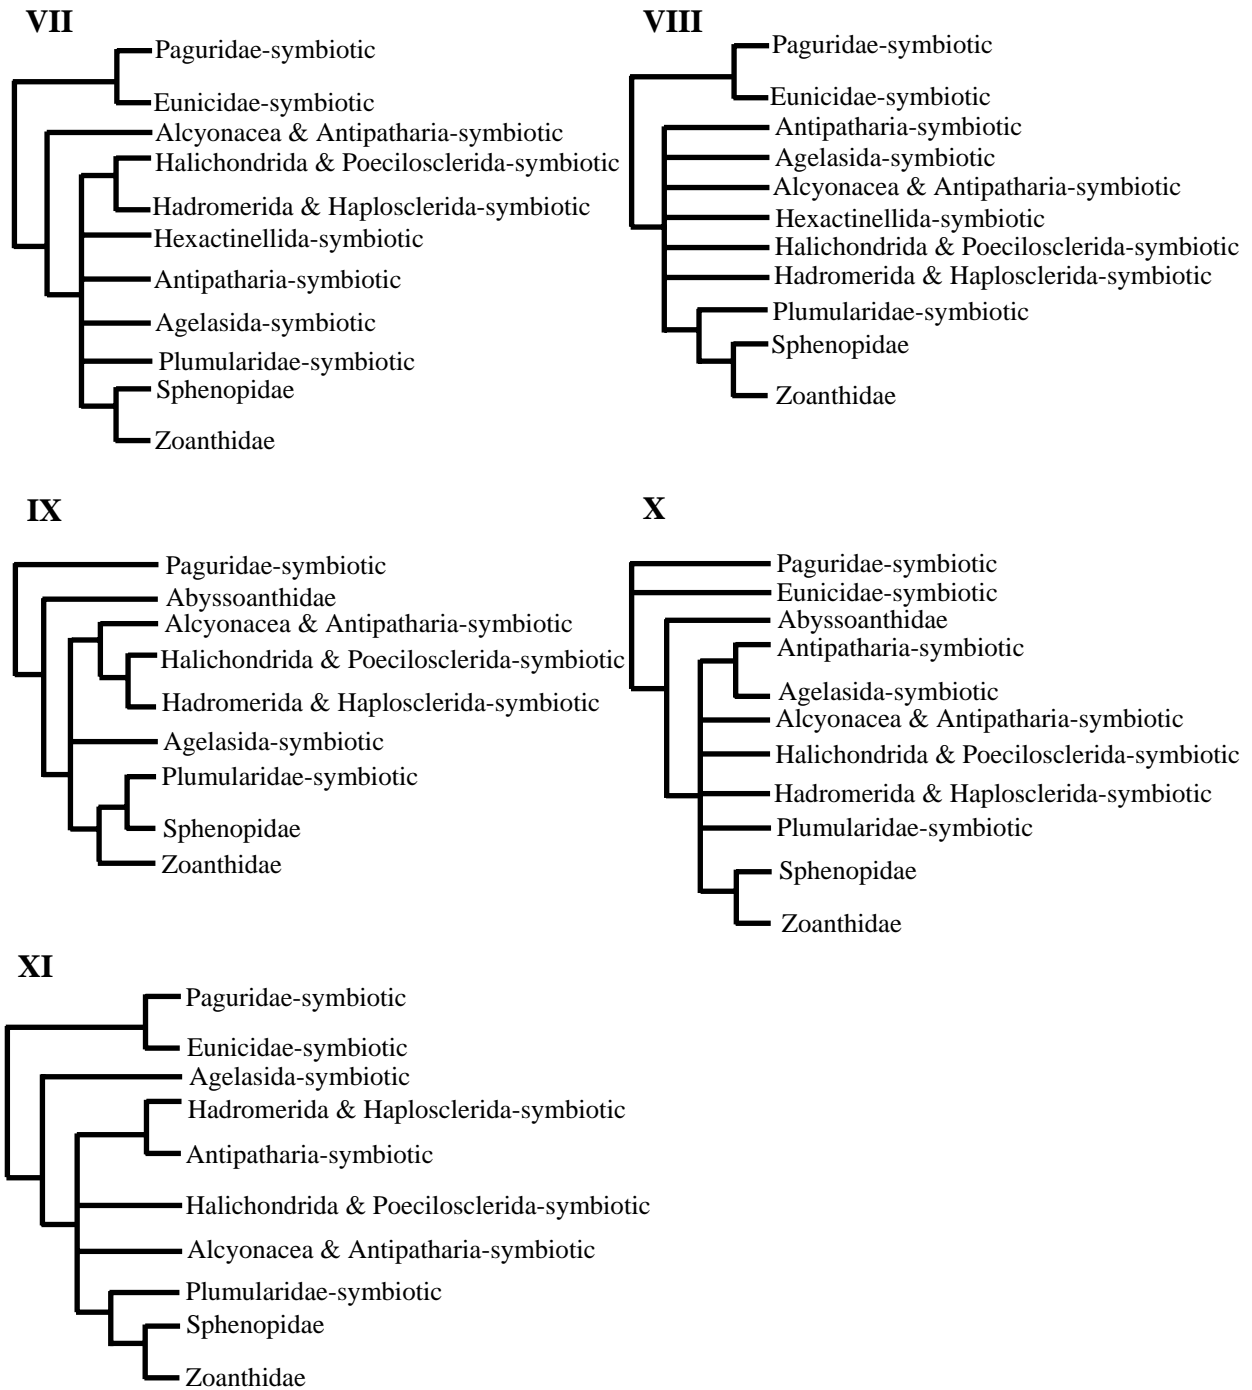 VII
Paguridae-symbiotic
Eunicidae-symbiotic
Alcyonacea & Antipatharia-symbiotic
Halichondrida & Poecilosclerida-symbiotic
Hadromerida & Haplosclerida-symbiotic
Hexactinellida-symbiotic
Antipatharia-symbiotic
Agelasida-symbiotic
Plumularidae-symbiotic
Sphenopidae
Zoanthidae
VIII
Paguridae-symbiotic
Eunicidae-symbiotic
Antipatharia-symbiotic
Agelasida-symbiotic
Alcyonacea & Antipatharia-symbiotic
Hexactinellida-symbiotic
Halichondrida & Poecilosclerida-symbiotic
Hadromerida & Haplosclerida-symbiotic
Plumularidae-symbiotic
Sphenopidae
Zoanthidae
IX
Paguridae-symbiotic
Abyssoanthidae
Alcyonacea & Antipatharia-symbiotic
Halichondrida & Poecilosclerida-symbiotic
Hadromerida & Haplosclerida-symbiotic
Agelasida-symbiotic
Plumularidae-symbiotic
Sphenopidae
Zoanthidae
X
Paguridae-symbiotic
Eunicidae-symbiotic
Abyssoanthidae
Antipatharia-symbiotic
Agelasida-symbiotic
Alcyonacea & Antipatharia-symbiotic
Halichondrida & Poecilosclerida-symbiotic
Hadromerida & Haplosclerida-symbiotic
Plumularidae-symbiotic
Sphenopidae
Zoanthidae
XI
Paguridae-symbiotic
Eunicidae-symbiotic
Agelasida-symbiotic
Hadromerida & Haplosclerida-symbiotic
Antipatharia-symbiotic
Halichondrida & Poecilosclerida-symbiotic
Alcyonacea & Antipatharia-symbiotic
Plumularidae-symbiotic
Sphenopidae
Zoanthidae